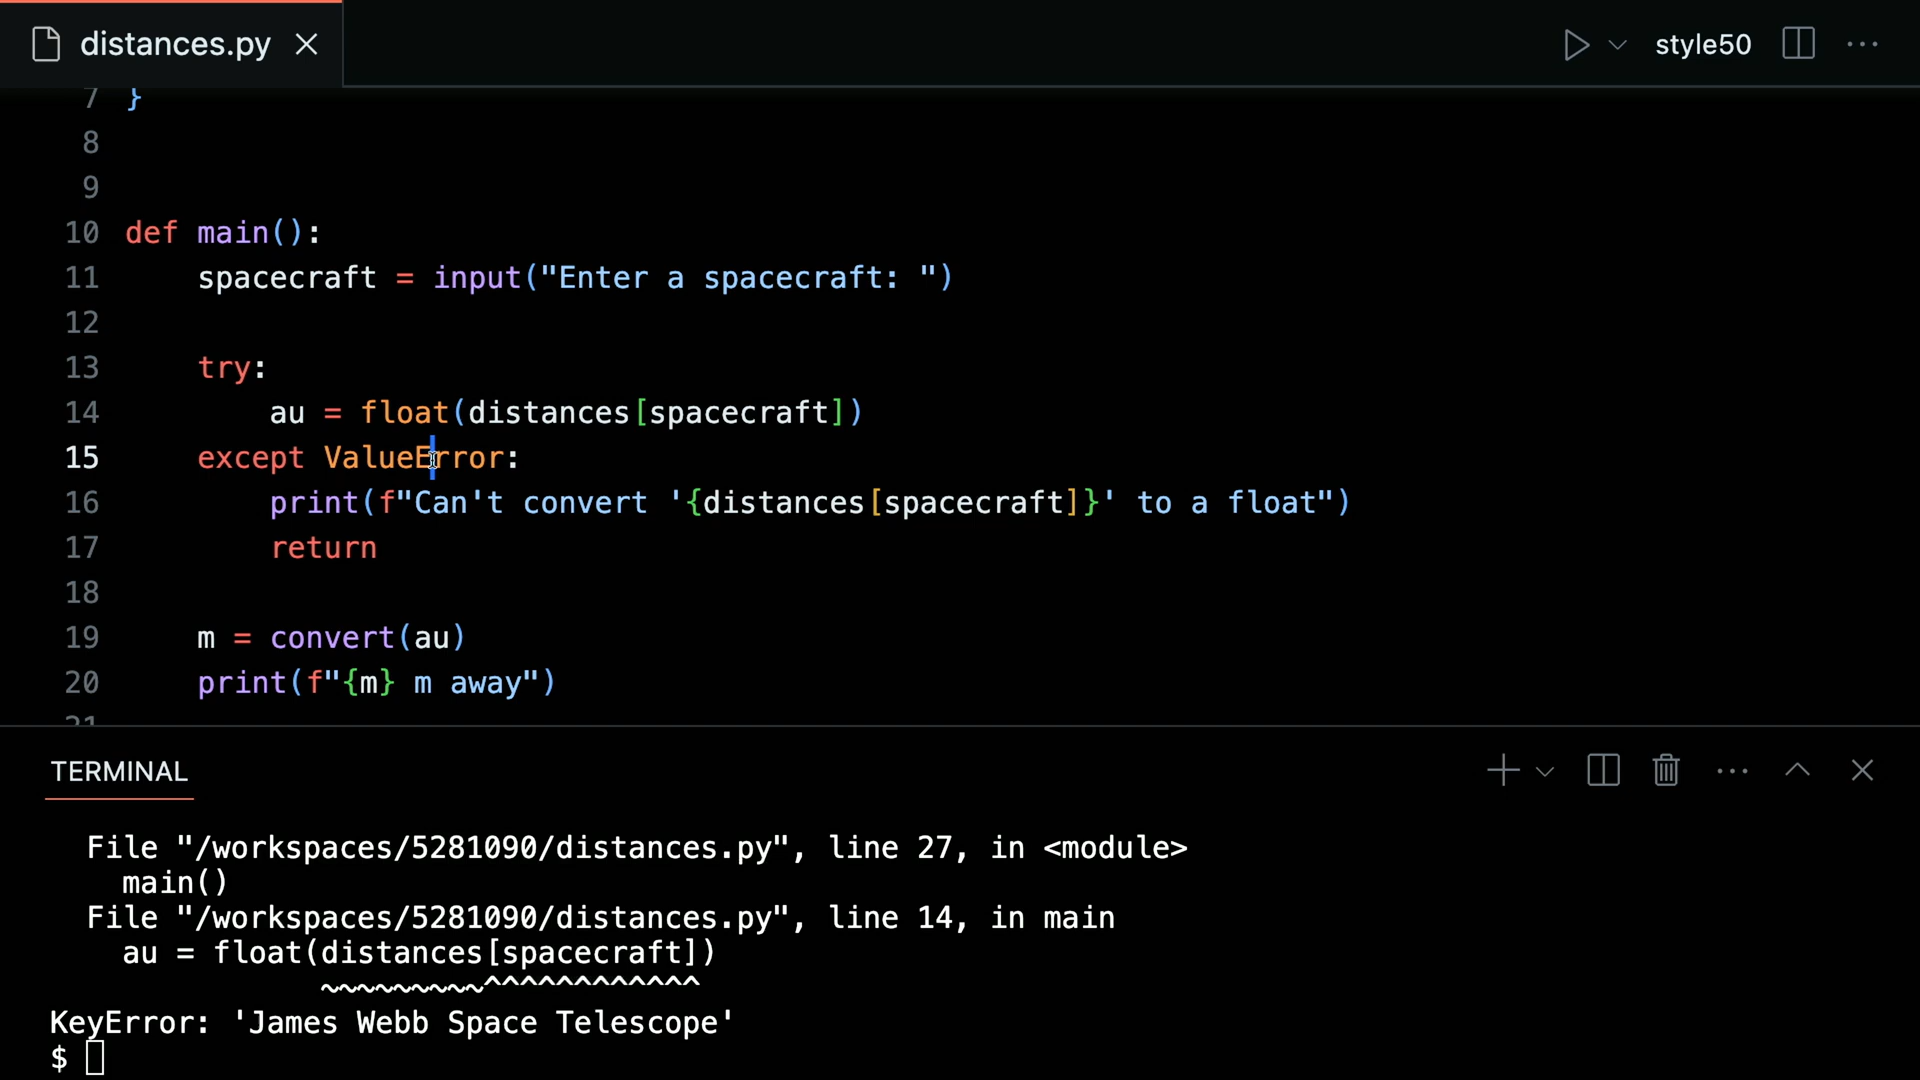 distances.py
style50
7 }
8
9
10 def main():
11 spacecraft = input("Enter a spacecraft: ")
12
13 try:
14 au = float(distances[spacecraft])
15 except ValueError:
16 print(f"Can't convert '{distances[spacecraft]}' to a float")
17 return
18
19 m = convert(au)
20 print(f"{m} m away")
21
TERMINAL
File "/workspaces/5281090/distances.py", line 27, in <module>
main()
File "/workspaces/5281090/distances.py", line 14, in main
au = float(distances[spacecraft])
~~~~~~~~~^^^^^^^^^^^^
KeyError: 'James Webb Space Telescope'
$